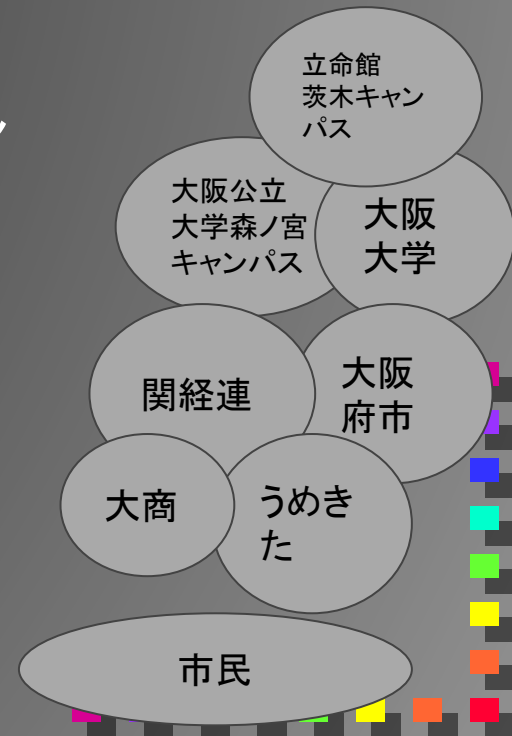 立命館
茨木キャン
パス
大阪公立
大学森ノ宮
キャンパス
大阪
大学
関経連
大阪
府市
大商
うめき
た
市民